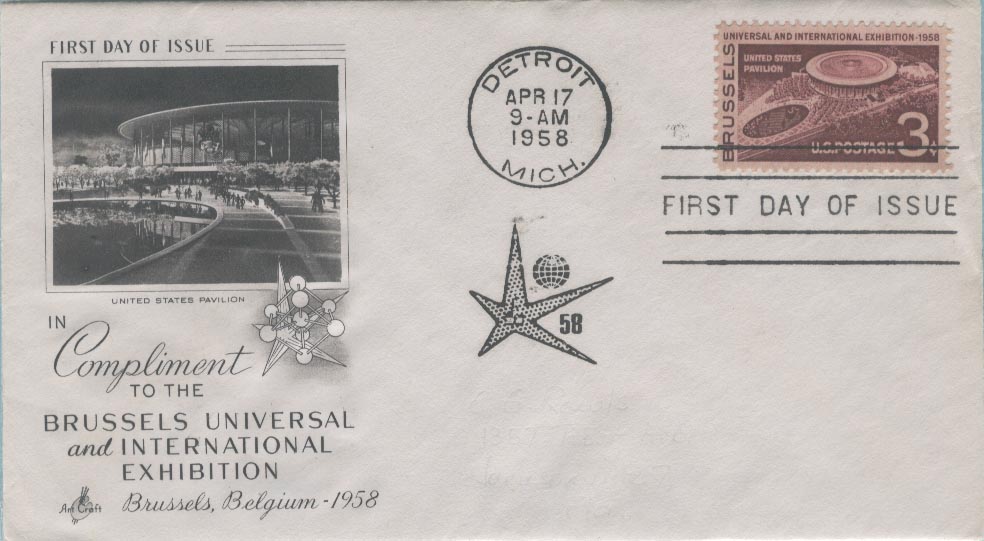 FIRST DAY OF ISSUE
UNITED STATES PAVILION
IN
Compliment
TO THE
BRUSSELS UNIVERSAL
and INTERNATIONAL
EXHIBITION
Brussels, Belgium - 1958
Art Craft
DETROIT
APR 17
9-AM
1958
MICH.
58
UNIVERSAL AND INTERNATIONAL EXHIBITION-1958
BRUSSELS
UNITED STATES
PAVILION
U.S. POSTAGE 3¢
FIRST DAY OF ISSUE